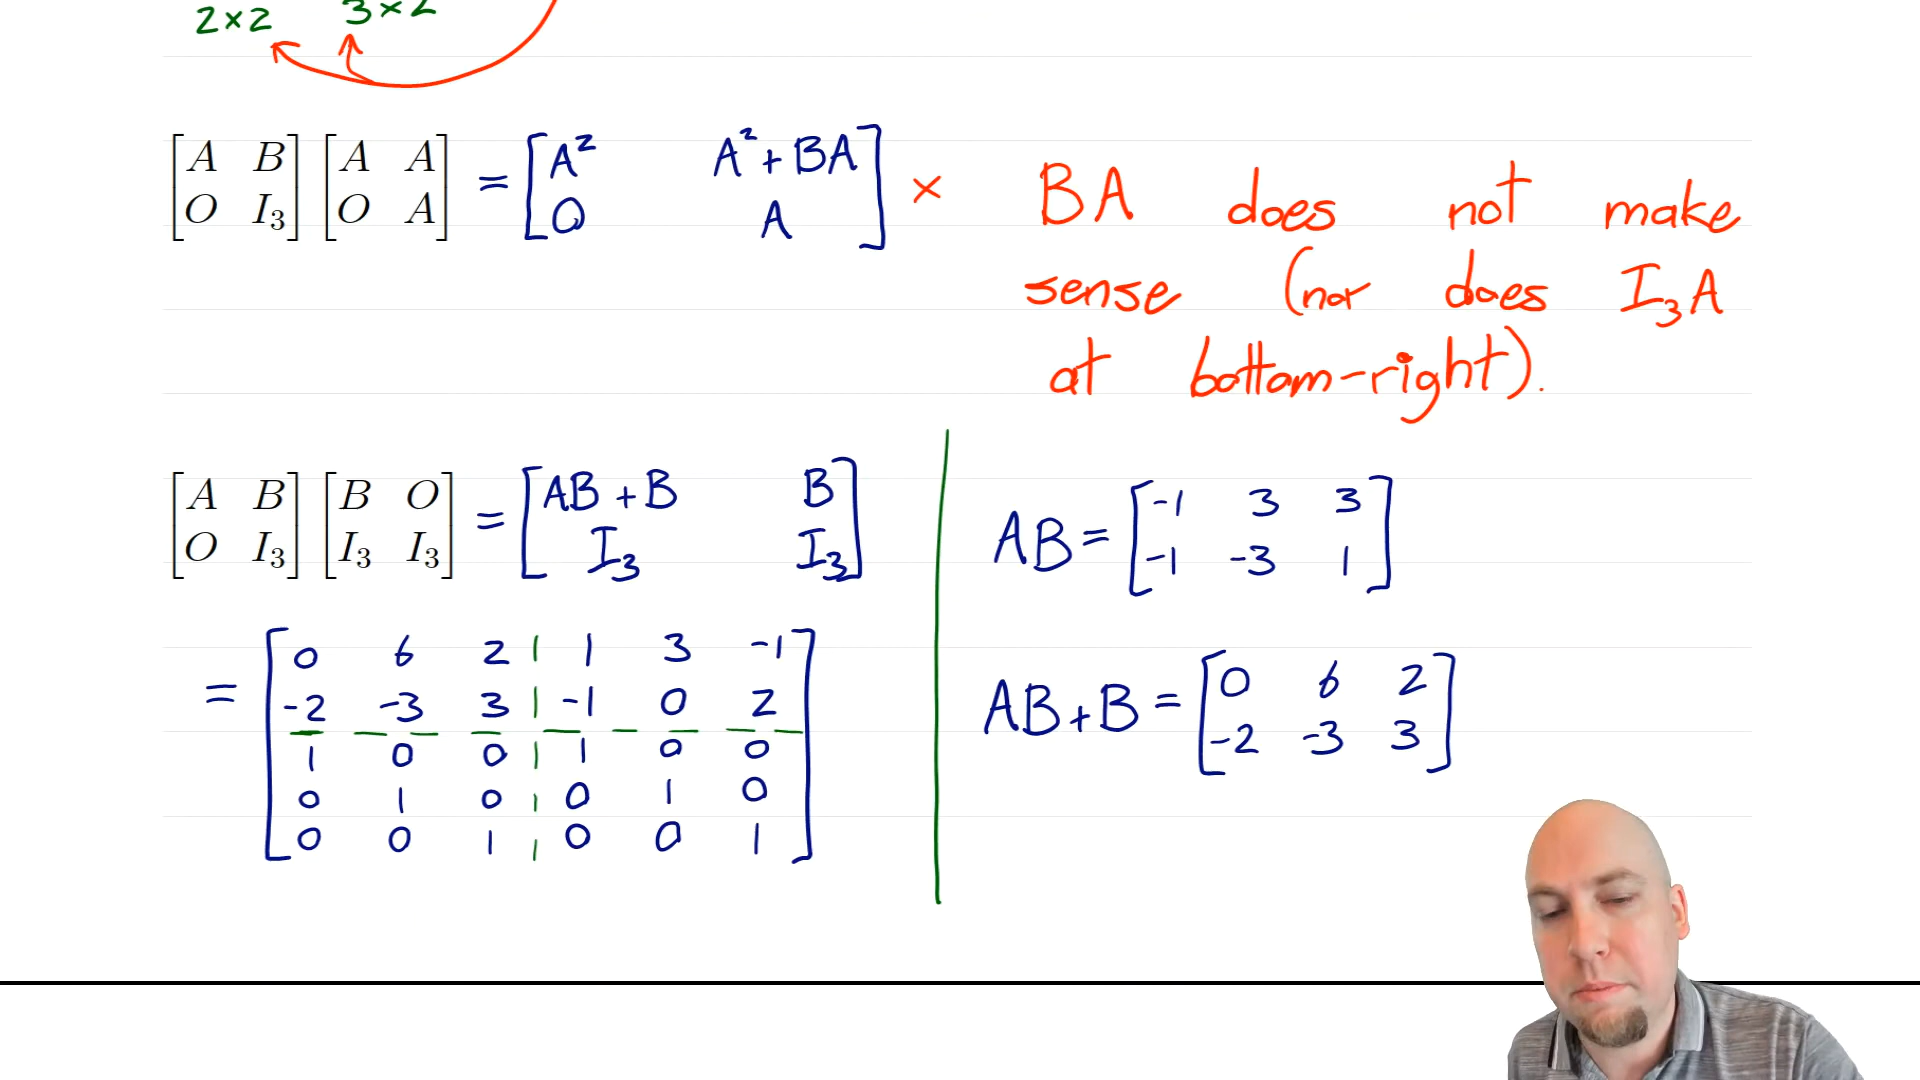 2×2 3×2
[A B; O I₃] [A A; O A] = [A² A²+BA; O A] × BA does not make
sense (nor does I₃A
at bottom-right).
[A B; O I₃] [B O; I₃ I₃] = [AB+B B; I₃ I₃]
AB = [-1 3 3; -1 -3 1]
= [0 6 2 | 1 3 -1
-2 -3 3 | -1 0 2
1 0 0 | 1 0 0
0 1 0 | 0 1 0
0 0 1 | 0 0 1]
AB+B = [0 6 2; -2 -3 3]